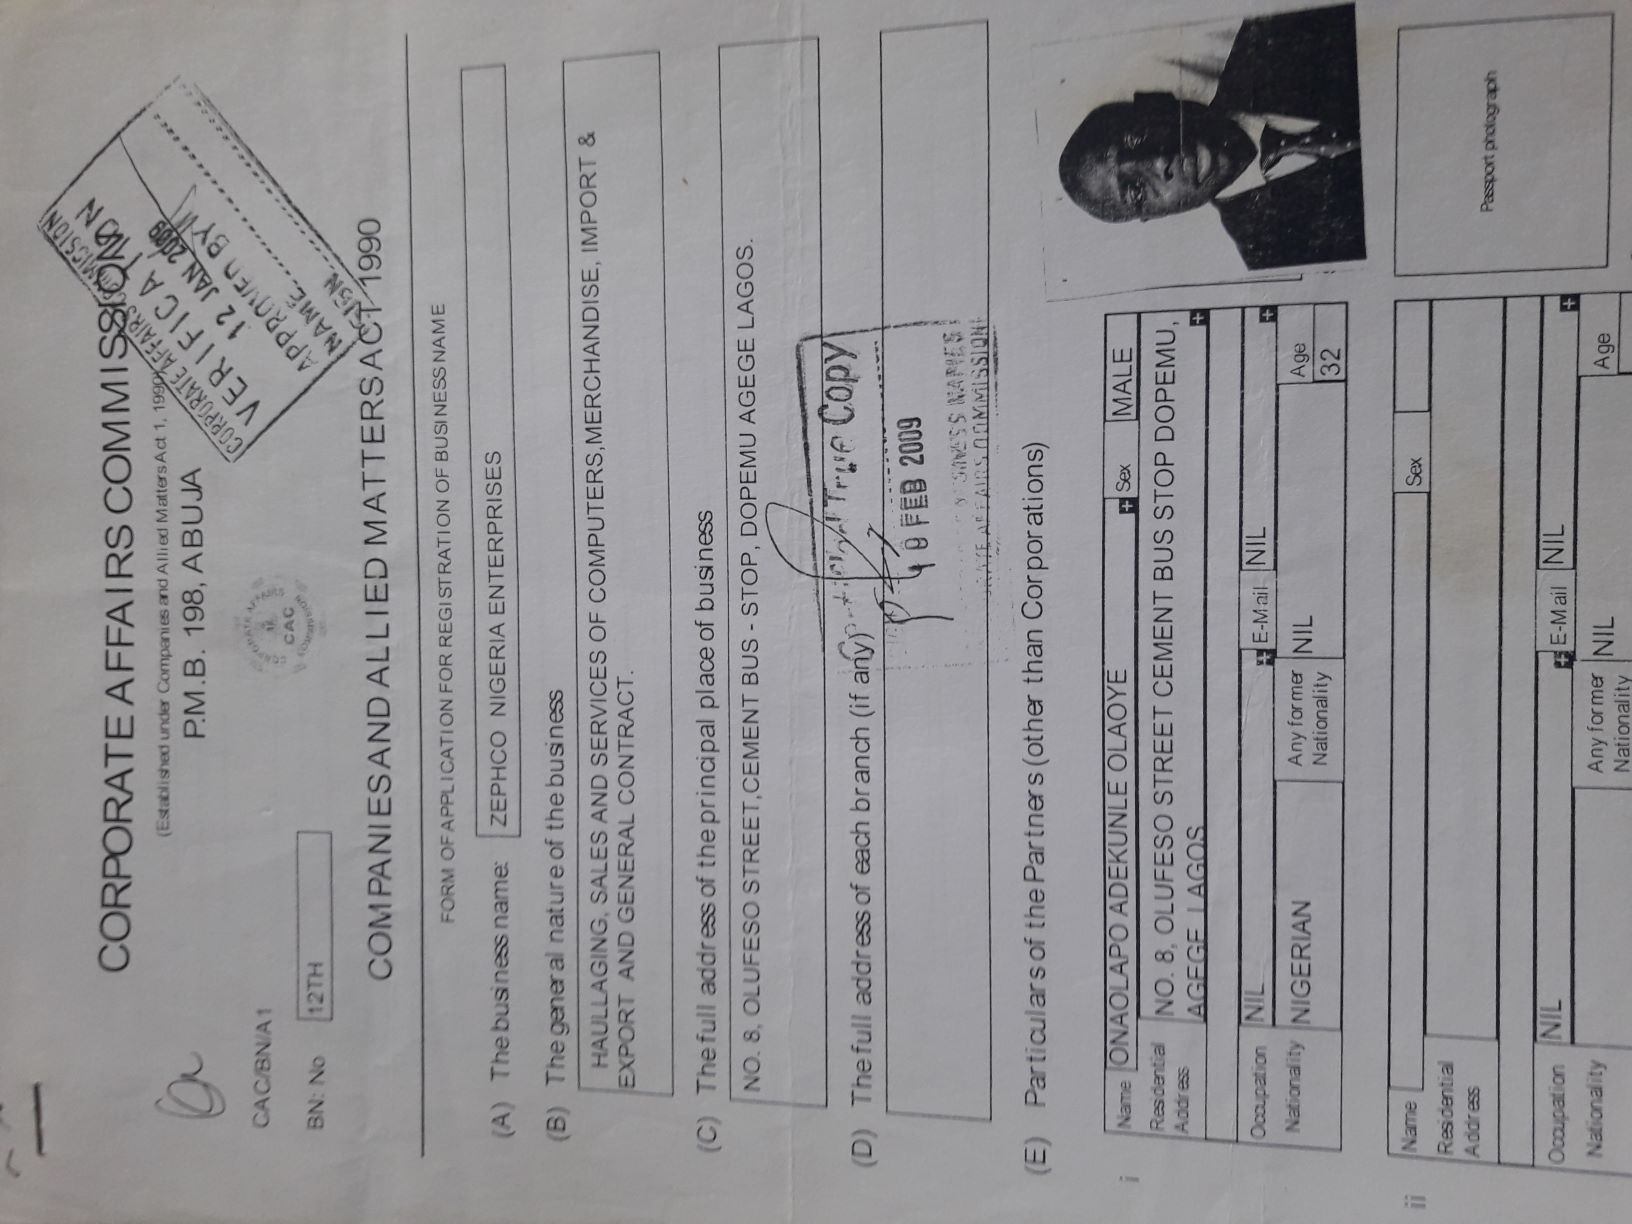 CORPORATE AFFAIRS COMMISSION
(Established under Companies and Allied Matters Act 1, 1990)
P.M.B. 198, ABUJA
CORPORATE AFFAIRS COMMISSION
VERIFICATION
12 JAN 2009
APPROVED BY
NAME
SIGN
CAC/BN/A1
BN: No 12TH
CAC
COMPANIES AND ALLIED MATTERS ACT 1990
FORM OF APPLICATION FOR REGISTRATION OF BUSINESS NAME
(A) The business name: ZEPHCO NIGERIA ENTERPRISES
(B) The general nature of the business
HAULLAGING, SALES AND SERVICES OF COMPUTERS,MERCHANDISE, IMPORT &
EXPORT AND GENERAL CONTRACT.
(C) The full address of the principal place of business
NO. 8, OLUFESO STREET,CEMENT BUS - STOP, DOPEMU AGEGE LAGOS.
(D) The full address of each branch (if any)
True Copy
10 FEB 2009
BUSINESS NAMES
AFFAIRS COMMISSION
(E) Particulars of the Partners (other than Corporations)
i Name ONAOLAPO ADEKUNLE OLAOYE Sex MALE
Residential NO. 8, OLUFESO STREET CEMENT BUS STOP DOPEMU,
Address AGEGE LAGOS
Occupation NIL E-Mail NIL
Nationality NIGERIAN Any former Nationality NIL Age 32
ii Name Sex
Residential
Address
Passport photograph
Occupation NIL E-Mail NIL
Nationality Any former Nationality NIL Age